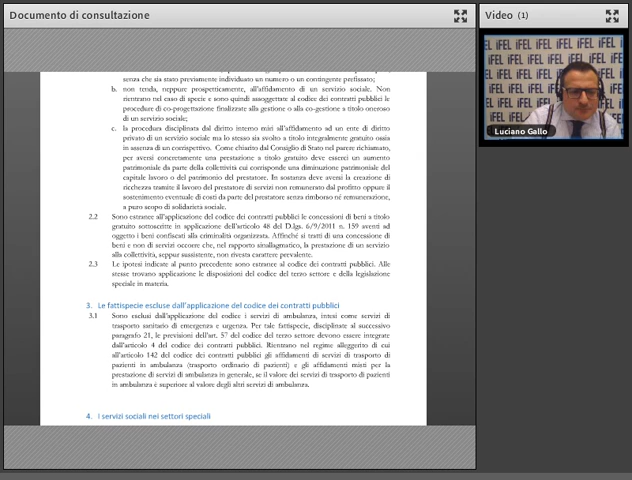 Documento di consultazione
Video (1)
senza che sia stato previamente individuato un numero o un contingente prefissato;
b. non tenda, neppure prospetticamente, all'affidamento di un servizio sociale. Non
rientrano nel caso di specie e sono quindi assoggettate al codice dei contratti pubblici le
procedure di co-progettazione finalizzate alla gestione o alla co-gestione a titolo oneroso
di un servizio sociale;
c. la procedura disciplinata dal diritto interno miri all'affidamento ad un ente di diritto
privato di un servizio sociale ma lo stesso sia svolto a titolo integralmente gratuito ossia
in assenza di un corrispettivo. Come chiarito dal Consiglio di Stato nel parere richiamato,
per aversi concretamente una prestazione a titolo gratuito deve esserci un aumento
patrimoniale da parte della collettività cui corrisponde una diminuzione patrimoniale del
capitale lavoro o del patrimonio del prestatore. In sostanza deve aversi la creazione di
ricchezza tramite il lavoro del prestatore di servizi non remunerato dal profitto oppure il
sostenimento eventuale di costi da parte del prestatore senza rimborso né remunerazione,
a puro scopo di solidarietà sociale.
2.2 Sono estranee all'applicazione del codice dei contratti pubblici le concessioni di beni a titolo
gratuito sottoscritte in applicazione dell'articolo 48 del D.lgs. 6/9/2011 n. 159 aventi ad
oggetto i beni confiscati alla criminalità organizzata. Affinché si tratti di una concessione di
beni e non di servizi occorre che, nel rapporto sinallagmatico, la prestazione di un servizio
alla collettività, seppur sussistente, non rivesta carattere prevalente.
2.3 Le ipotesi indicate al punto precedente sono estranee al codice dei contratti pubblici. Alle
stesse trovano applicazione le disposizioni del codice del terzo settore e della legislazione
speciale in materia.
3. Le fattispecie escluse dall'applicazione del codice dei contratti pubblici
3.1 Sono esclusi dall'applicazione del codice i servizi di ambulanza, intesi come servizi di
trasporto sanitario di emergenza e urgenza. Per tale fattispecie, disciplinate al successivo
paragrafo 21, le previsioni dell'art. 57 del codice del terzo settore devono essere integrate
dall'articolo 4 del codice dei contratti pubblici. Rientrano nel regime alleggerito di cui
all'articolo 142 del codice dei contratti pubblici gli affidamenti di servizi di trasporto di
pazienti in ambulanza (trasporto ordinario di pazienti) e gli affidamenti misti per la
prestazione di servizi di ambulanza in generale, se il valore dei servizi di trasporto di pazienti
in ambulanza è superiore al valore degli altri servizi di ambulanza.
4. I servizi sociali nei settori speciali
iFEL iFEL iFEL iFEL iFEL
Luciano Gallo